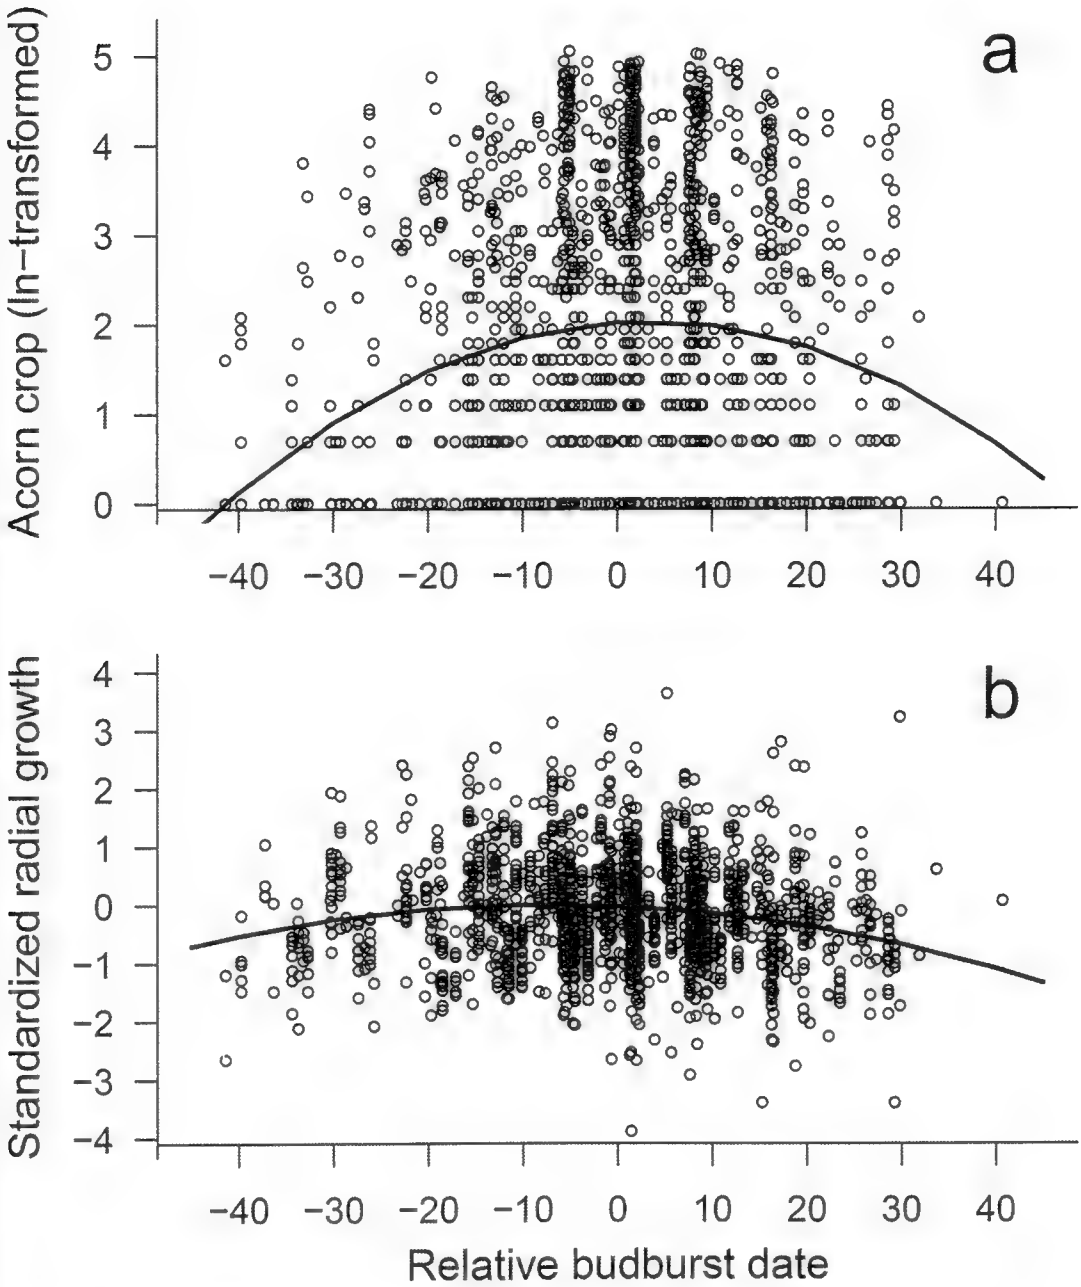 a
Acorn crop (ln−transformed)
5
4
3
2
1
0
−40 −30 −20 −10 0 10 20 30 40
b
Standardized radial growth
4
3
2
1
0
−1
−2
−3
−4
−40 −30 −20 −10 0 10 20 30 40
Relative budburst date